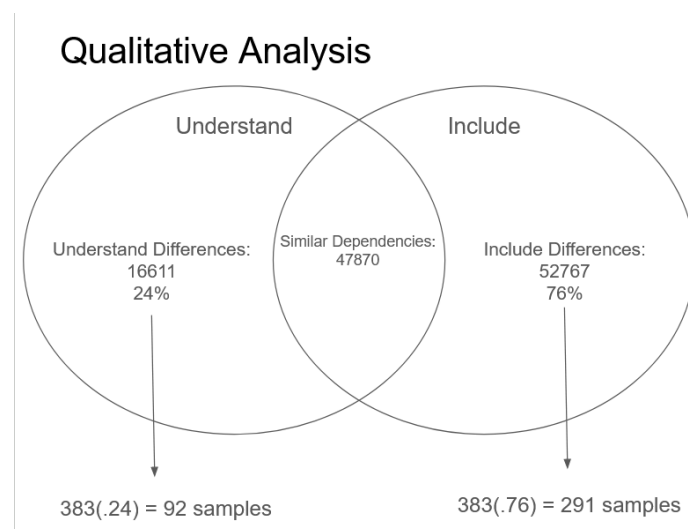 Qualitative Analysis
Understand
Include
Understand Differences:
16611
24%
Similar Dependencies:
47870
Include Differences:
52767
76%
383(.24) = 92 samples
383(.76) = 291 samples